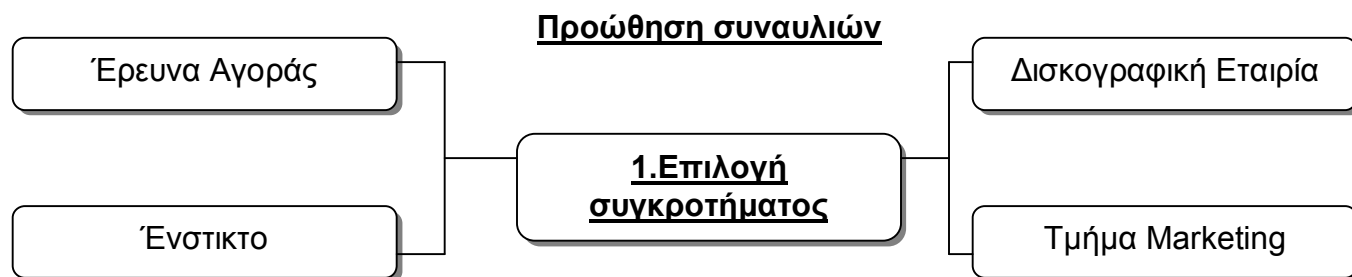 Προώθηση συναυλιών
Έρευνα Αγοράς
Δισκογραφική Εταιρία
1.Επιλογή
συγκροτήματος
Ένστικτο
Τμήμα Marketing